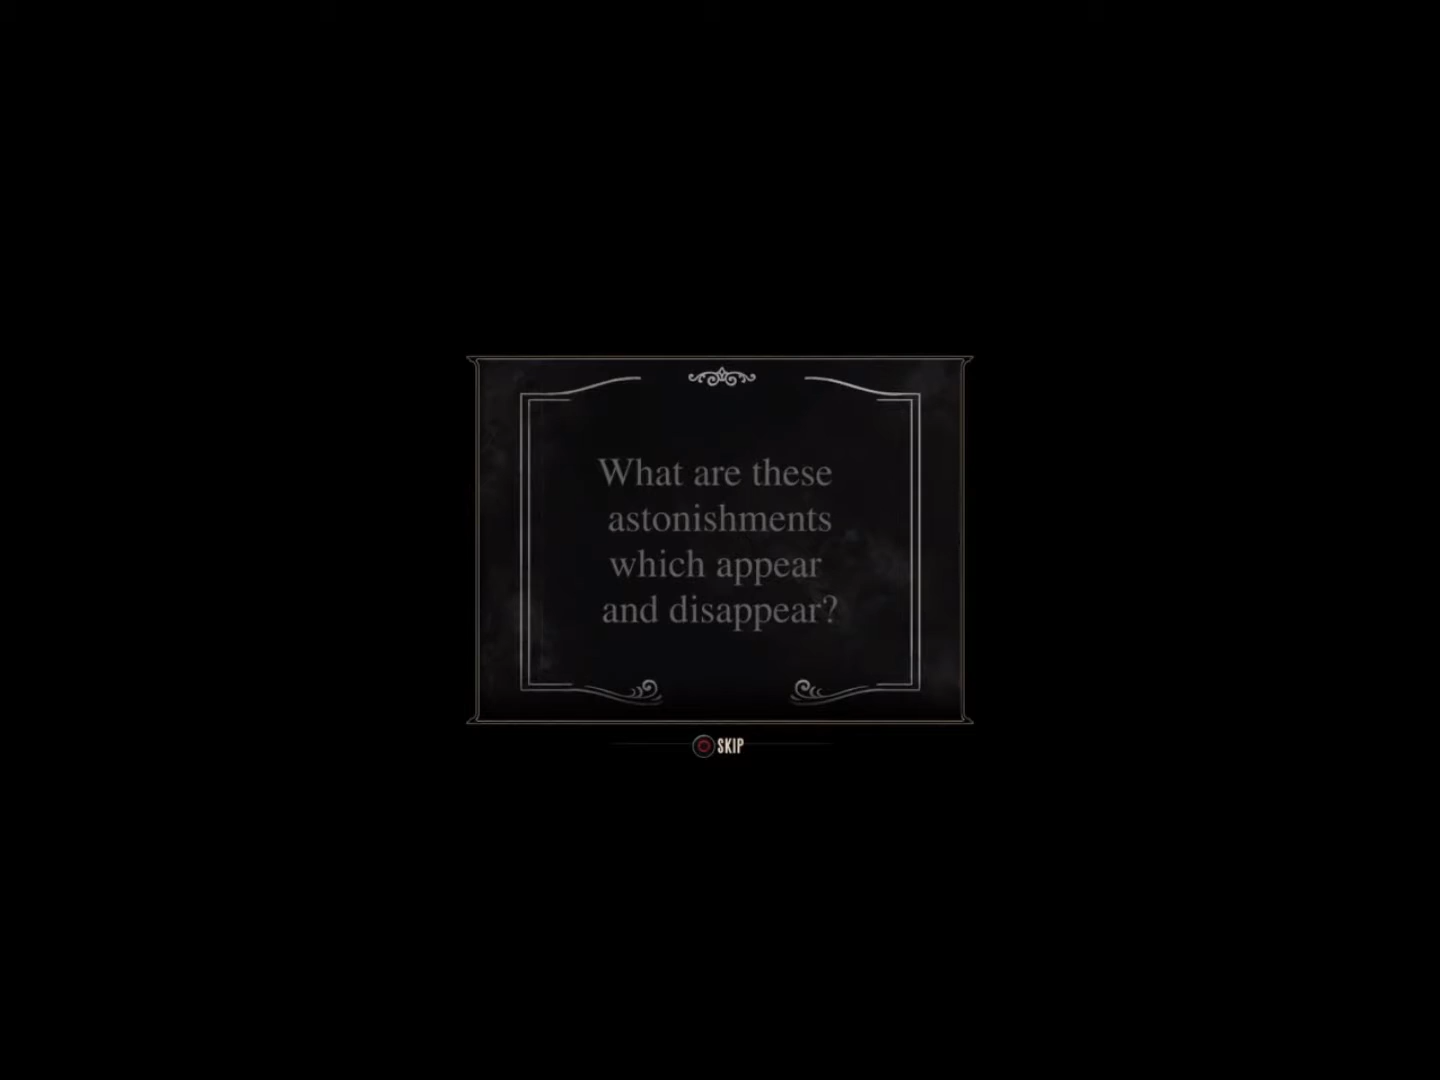 What are these
astonishments
which appear
and disappear?
SKIP